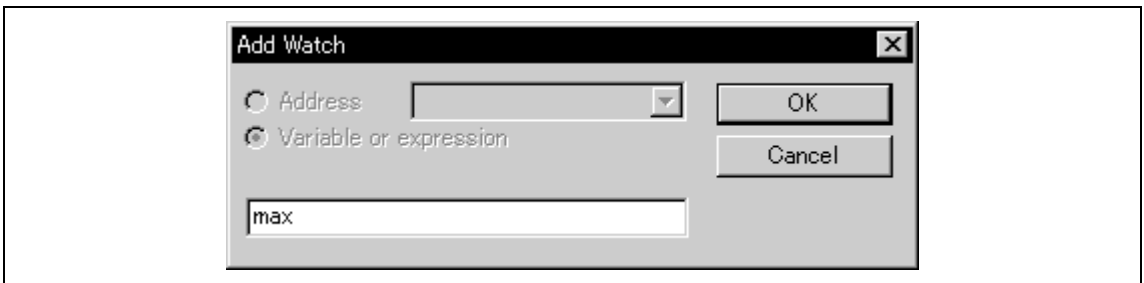 Add Watch
Address
OK
Variable or expression
Cancel
max